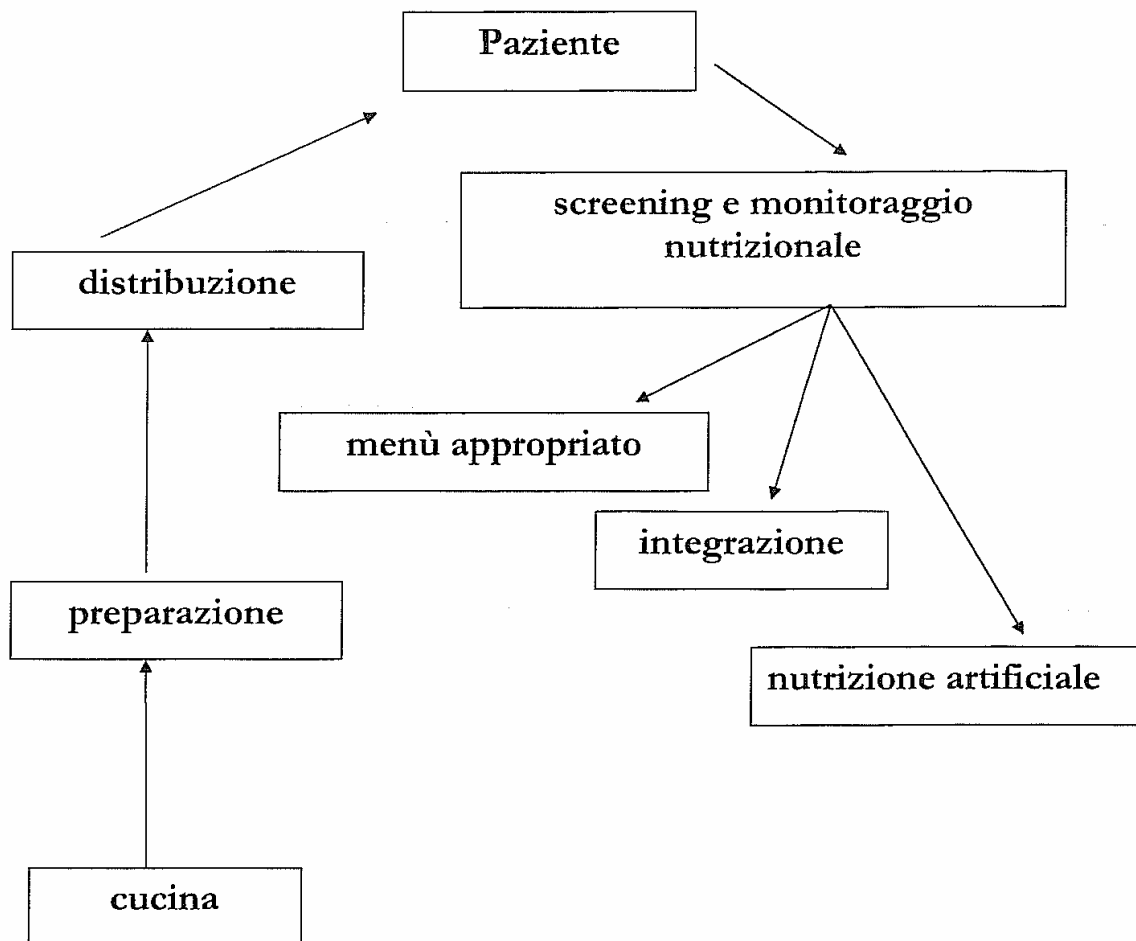 Paziente
screening e monitoraggio
nutrizionale
distribuzione
menù appropriato
integrazione
preparazione
nutrizione artificiale
cucina